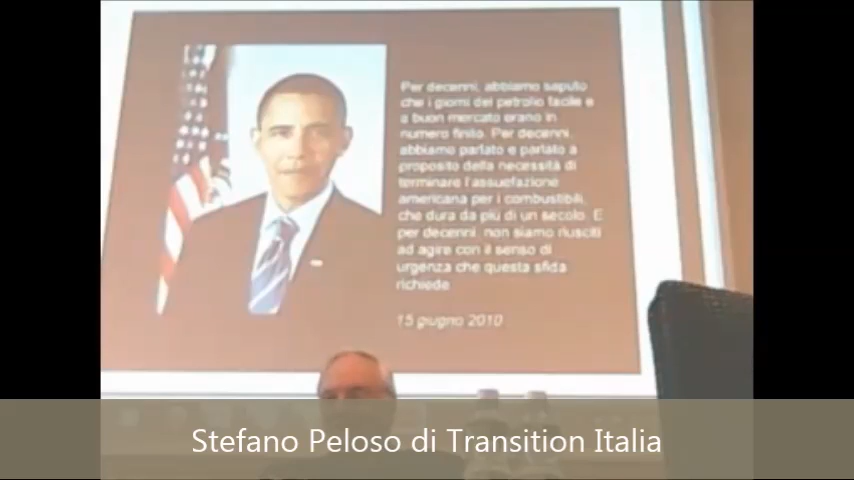 Per decenni, abbiamo saputo
che i giorni del petrolio facile e
a buon mercato erano in
numero finito. Per decenni,
abbiamo parlato e parlato a
proposito della necessità di
terminare l'assuefazione
americana per i combustibili,
che dura da più di un secolo. E
per decenni, non siamo riusciti
ad agire con il senso di
urgenza che questa sfida
richiede
15 giugno 2010
Stefano Peloso di Transition Italia